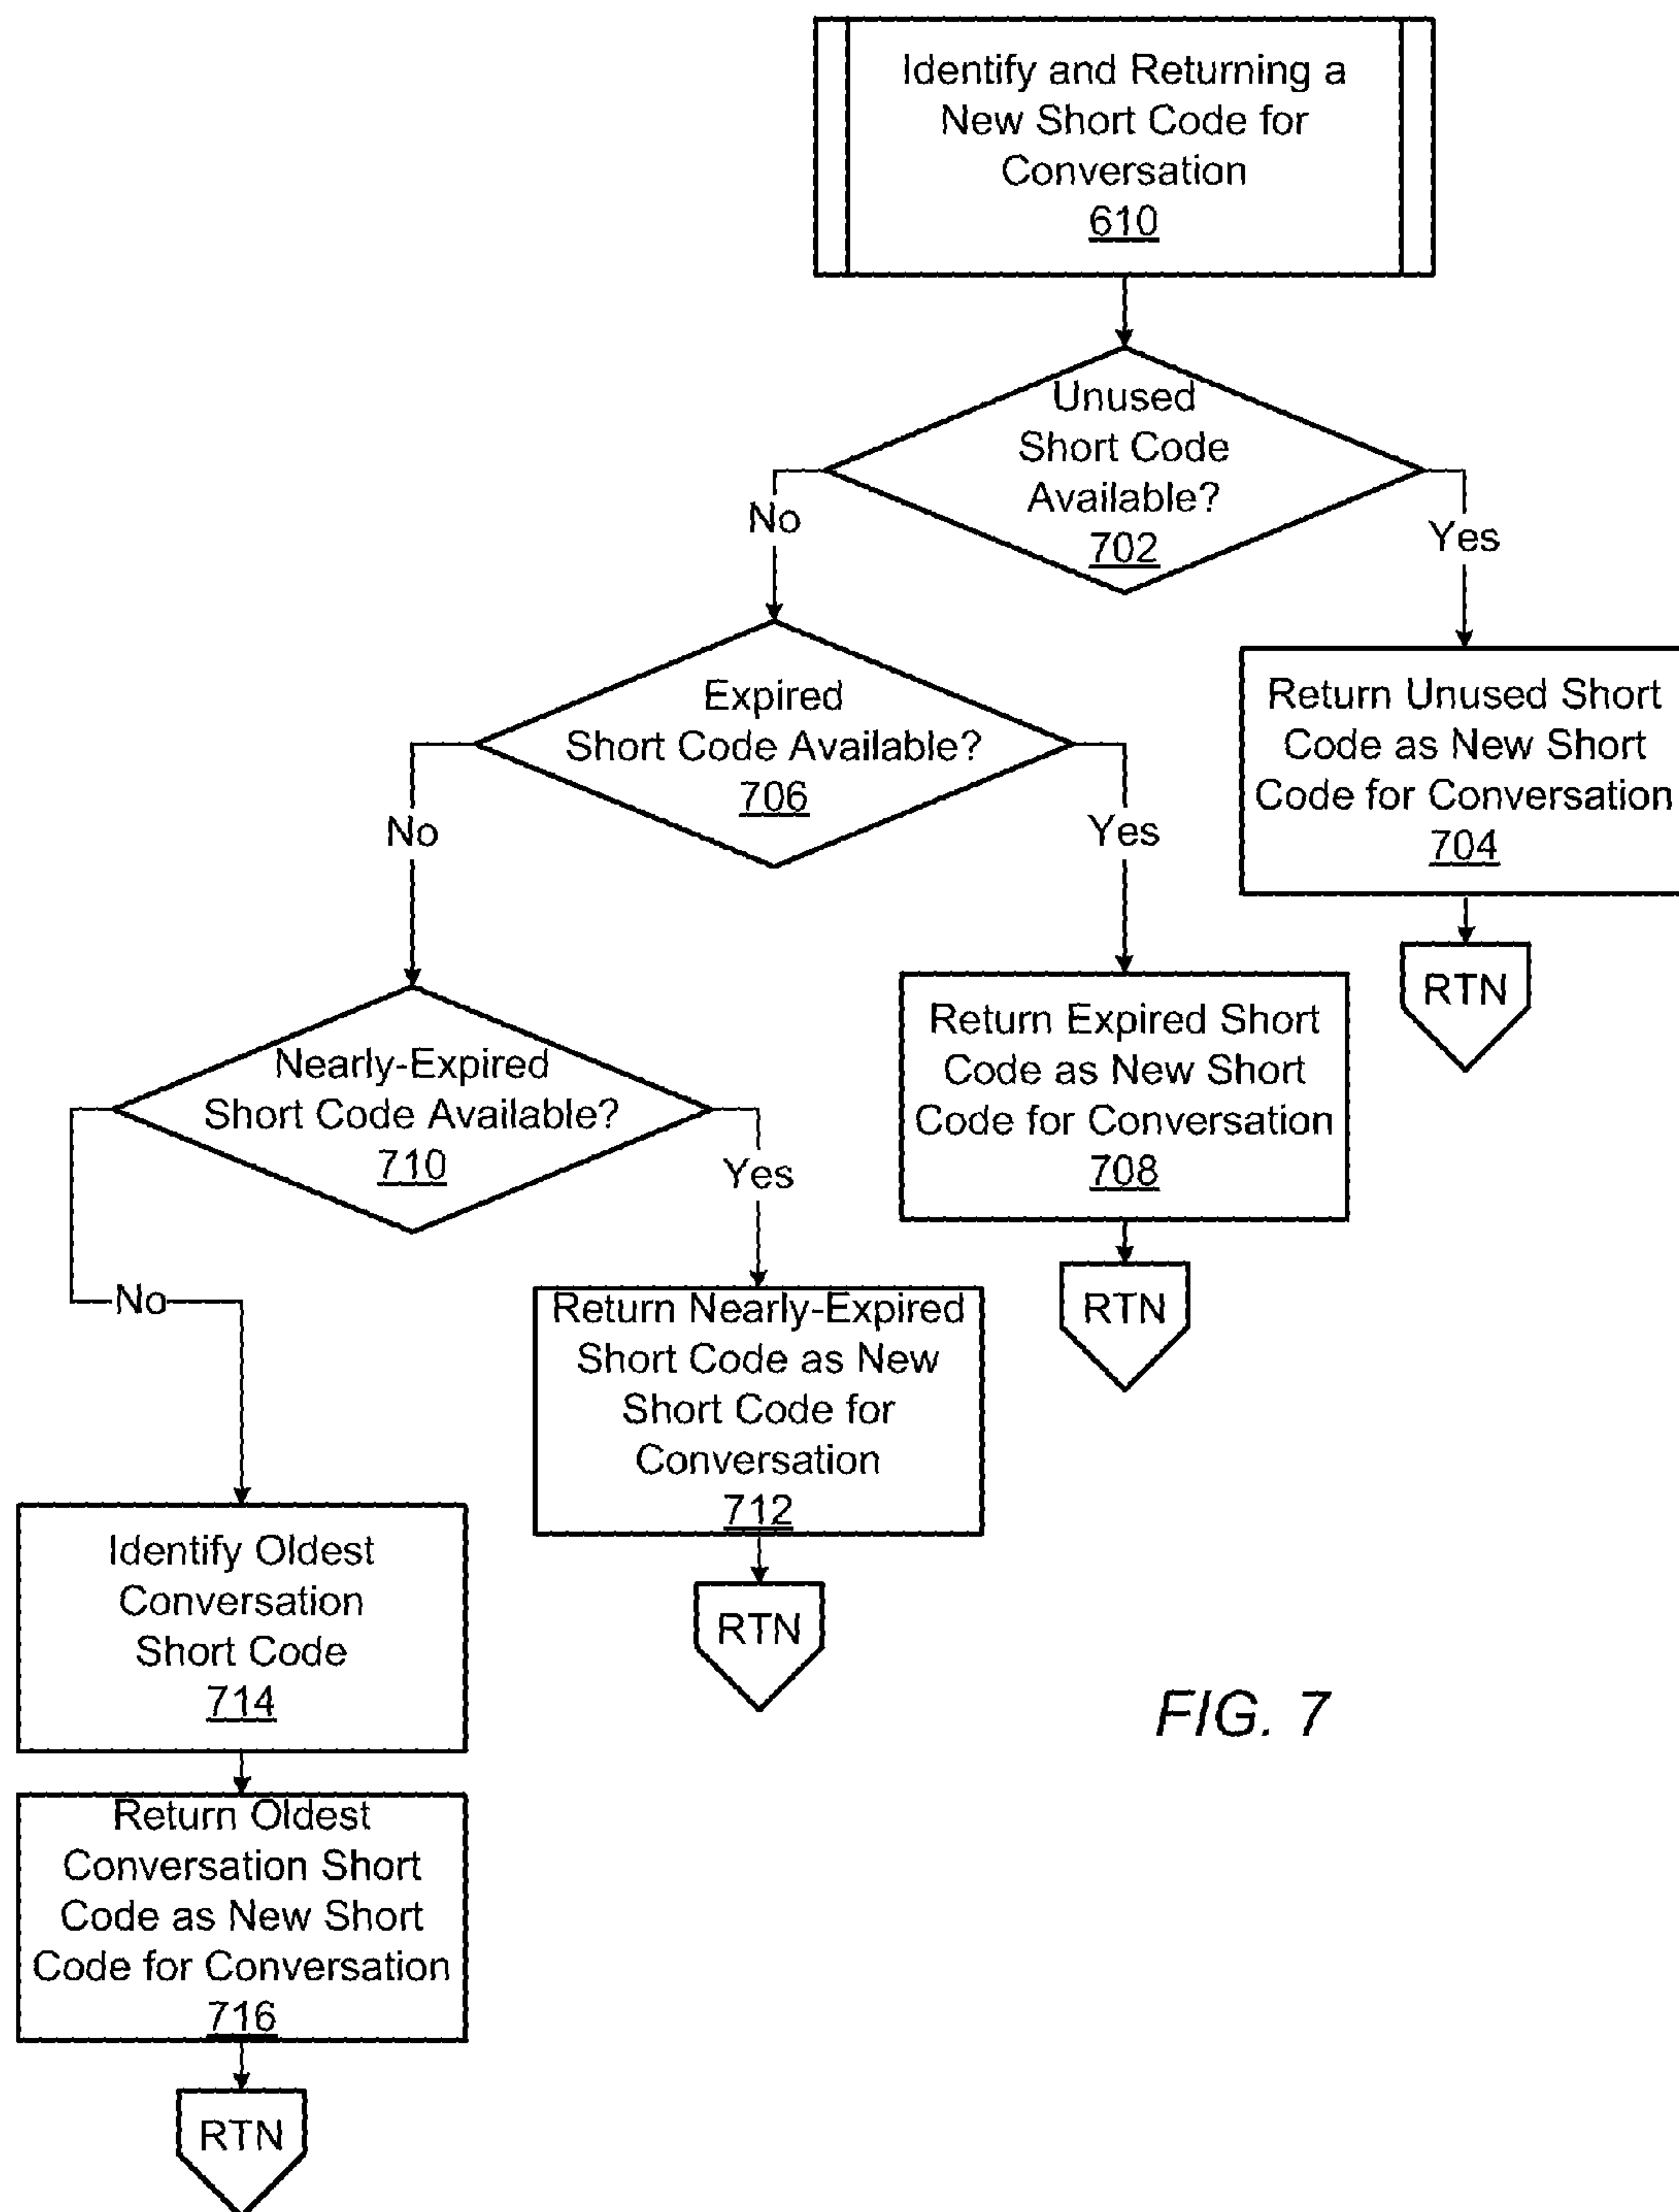 Identify and Returning a
New Short Code for
Conversation
610
Unused
Short Code
Available?
702
No
Yes
Expired
Short Code Available?
706
Return Unused Short
Code as New Short
Code for Conversation
704
No
Yes
RTN
Nearly-Expired
Short Code Available?
710
Return Expired Short
Code as New Short
Code for Conversation
708
Yes
No
RTN
Return Nearly-Expired
Short Code as New
Short Code for
Conversation
712
Identify Oldest
Conversation
Short Code
714
RTN
FIG. 7
Return Oldest
Conversation Short
Code as New Short
Code for Conversation
716
RTN